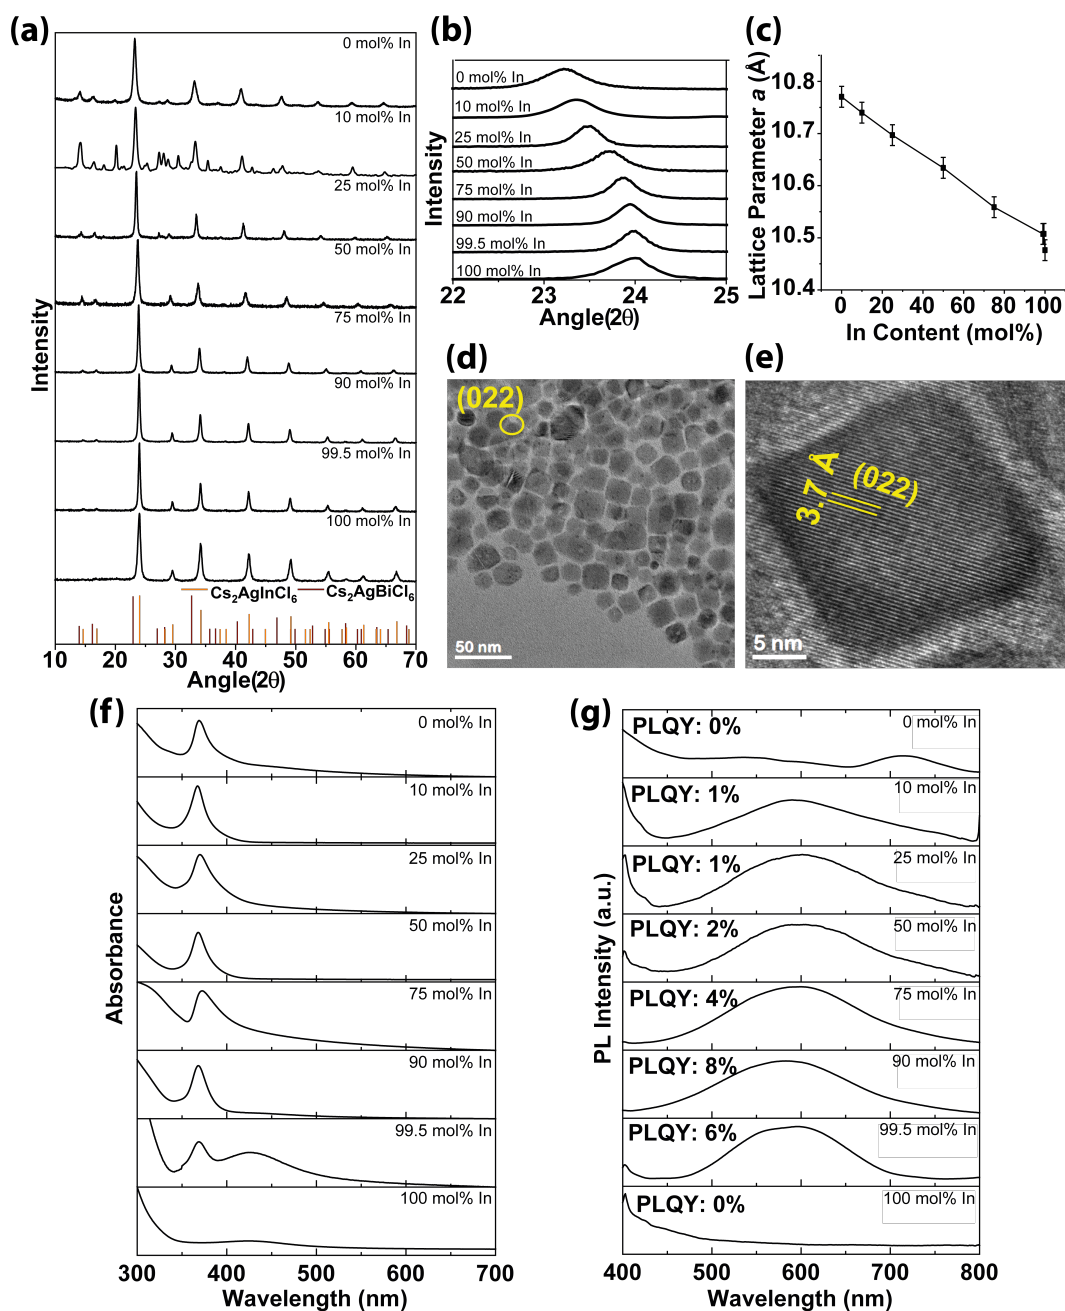 (a)
0 mol% In
10 mol% In
25 mol% In
50 mol% In
75 mol% In
90 mol% In
99.5 mol% In
100 mol% In
Cs₂AgInCl₆
Cs₂AgBiCl₆
Intensity
10 20 30 40 50 60 70
Angle(2θ)
(b)
0 mol% In
10 mol% In
25 mol% In
50 mol% In
75 mol% In
90 mol% In
99.5 mol% In
100 mol% In
Intensity
22 23 24 25
Angle(2θ)
(c)
10.8
10.7
10.6
10.5
10.4
Lattice Parameter a (Å)
0 20 40 60 80 100
In Content (mol%)
(d)
(022)
50 nm
(e)
3.7 Å
(022)
5 nm
(f)
0 mol% In
10 mol% In
25 mol% In
50 mol% In
75 mol% In
90 mol% In
99.5 mol% In
100 mol% In
Absorbance
300 400 500 600 700
Wavelength (nm)
(g)
PLQY: 0% 0 mol% In
PLQY: 1% 10 mol% In
PLQY: 1% 25 mol% In
PLQY: 2% 50 mol% In
PLQY: 4% 75 mol% In
PLQY: 8% 90 mol% In
PLQY: 6% 99.5 mol% In
PLQY: 0% 100 mol% In
PL Intensity (a.u.)
400 500 600 700 800
Wavelength (nm)